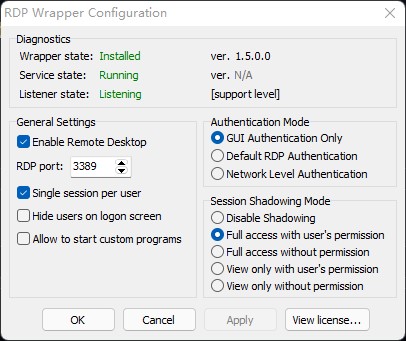 RDP Wrapper Configuration
Diagnostics
Wrapper state: Installed ver. 1.5.0.0
Service state: Running ver. N/A
Listener state: Listening [support level]
General Settings
Enable Remote Desktop
RDP port: 3389
Single session per user
Hide users on logon screen
Allow to start custom programs
Authentication Mode
GUI Authentication Only
Default RDP Authentication
Network Level Authentication
Session Shadowing Mode
Disable Shadowing
Full access with user's permission
Full access without permission
View only with user's permission
View only without permission
OK Cancel Apply View license...